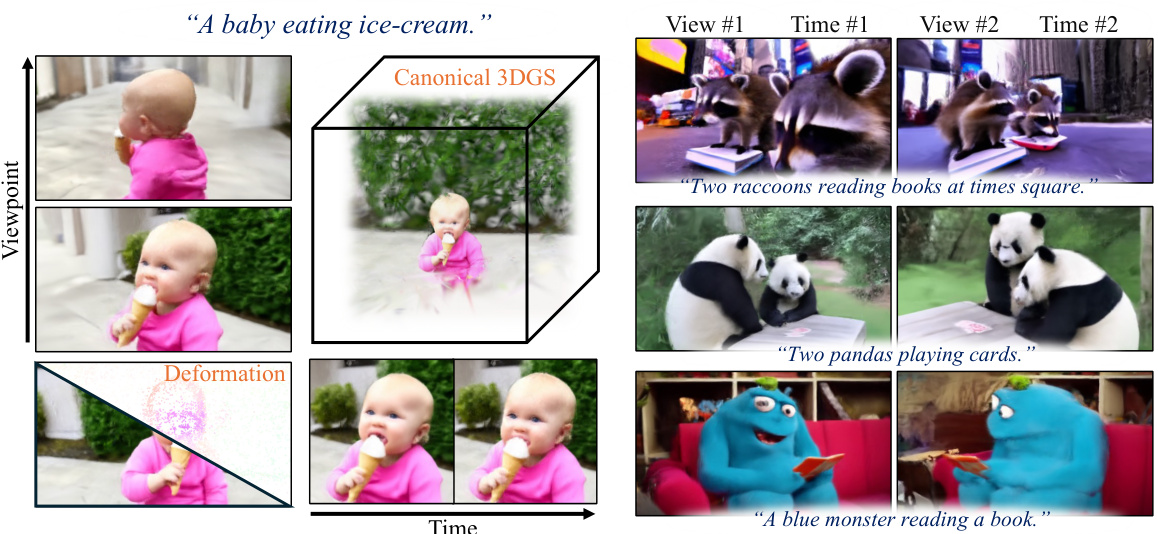 “A baby eating ice-cream.”
Viewpoint
Canonical 3DGS
Deformation
Time
View #1 Time #1 View #2 Time #2
“Two raccoons reading books at times square.”
“Two pandas playing cards.”
“A blue monster reading a book.”